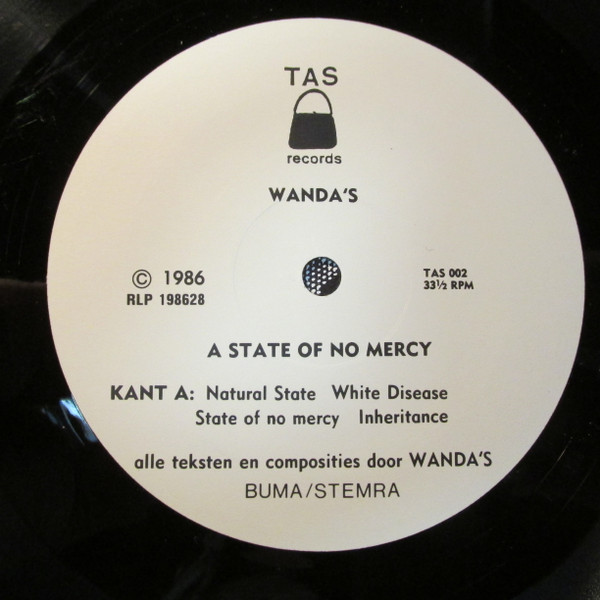 TAS
records
WANDA'S
© 1986
RLP 198628
TAS 002
33½ RPM
A STATE OF NO MERCY
KANT A: Natural State White Disease
State of no mercy Inheritance
alle teksten en composities door WANDA'S
BUMA/STEMRA